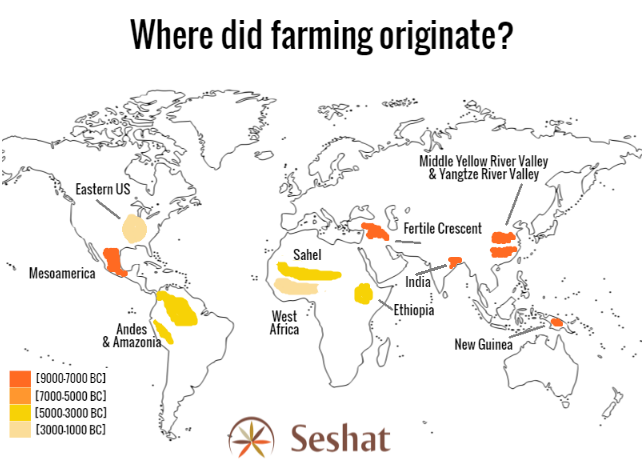 Where did farming originate?
Middle Yellow River Valley
& Yangtze River Valley
Eastern US
Fertile Crescent
Sahel
Mesoamerica
India
Ethiopia
West
Africa
Andes
& Amazonia
New Guinea
[9000-7000 BC]
[7000-5000 BC]
[5000-3000 BC]
[3000-1000 BC]
Seshat